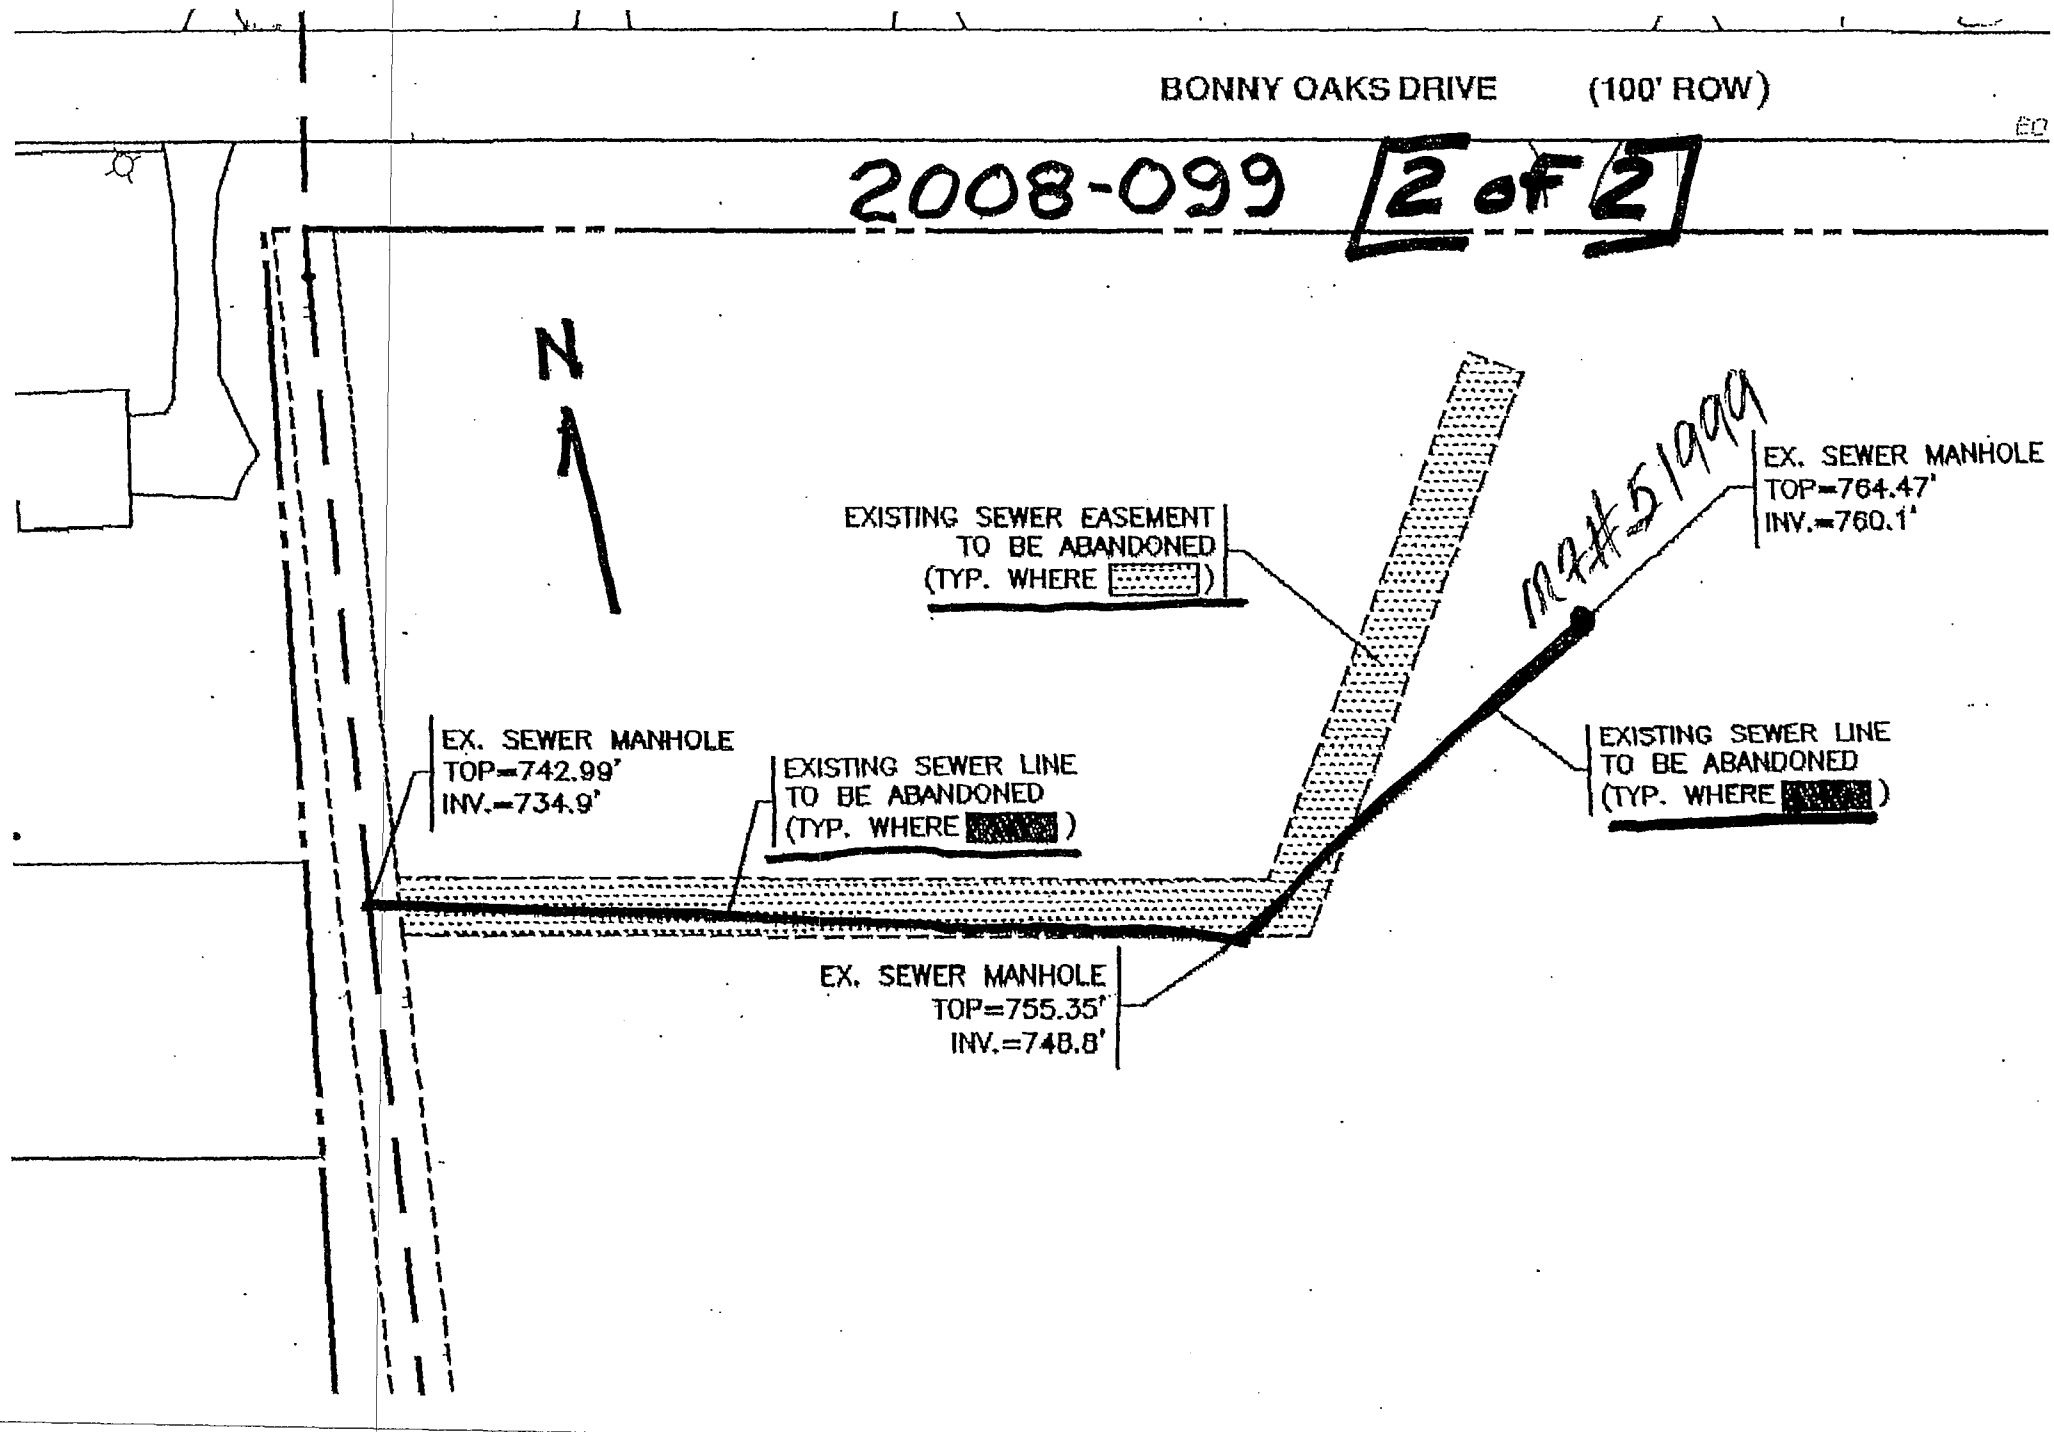 BONNY OAKS DRIVE (100' ROW)
2008-099 [2 of 2]
N
EX. SEWER MANHOLE
TOP=764.47'
INV.=760.1'
EXISTING SEWER EASEMENT
TO BE ABANDONED
(TYP. WHERE )
EX. SEWER MANHOLE
TOP=742.99'
INV.=734.9'
EXISTING SEWER LINE
TO BE ABANDONED
(TYP. WHERE )
EXISTING SEWER LINE
TO BE ABANDONED
(TYP. WHERE )
EX. SEWER MANHOLE
TOP=755.35'
INV.=748.8'